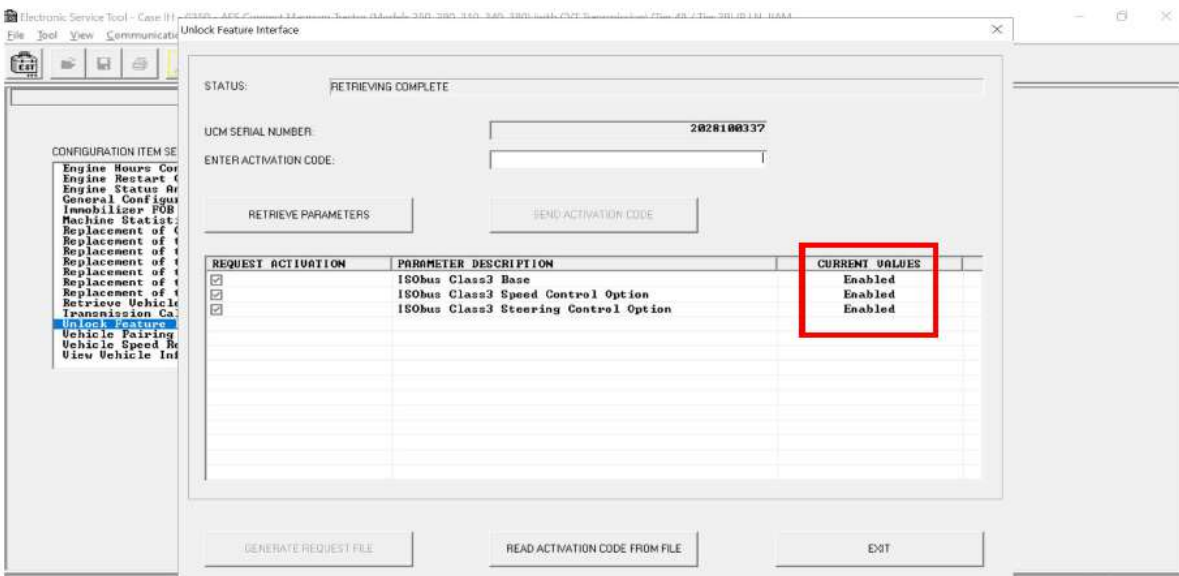 Electronic Service Tool - Case IH
Unlock Feature Interface
File Tool View
STATUS: RETRIEVING COMPLETE
UCM SERIAL NUMBER: 2028100337
ENTER ACTIVATION CODE:
RETRIEVE PARAMETERS SEND ACTIVATION CODE
CONFIGURATION ITEM SE
Engine Hours Con
Engine Restart
Engine Status An
General Configur
Immobilizer FOB
Machine Statist
Replacement of
Replacement of t
Replacement of t
Replacement of t
Replacement of t
Replacement of t
Replacement of t
Retrieve Vehicle
Transmission Cal
Unlock Feature
Vehicle Pairing
Vehicle Speed Re
View Vehicle Inf
REQUEST ACTIVATION PARAMETER DESCRIPTION CURRENT VALUES
ISObus Class3 Base Enabled
ISObus Class3 Speed Control Option Enabled
ISObus Class3 Steering Control Option Enabled
GENERATE REQUEST FILE READ ACTIVATION CODE FROM FILE EXIT